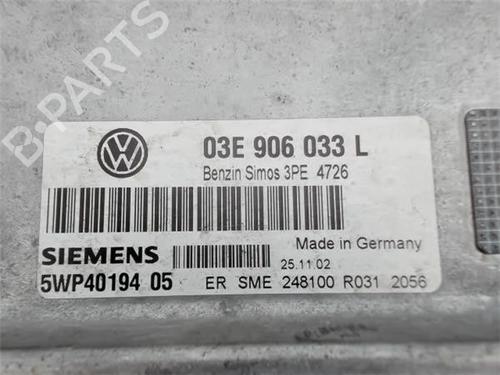 B-PARTS
03E 906 033 L
Benzin Simos 3PE 4726
SIEMENS
Made in Germany
25.11.02
5WP40194 05
ER SME 248100 R031 2056